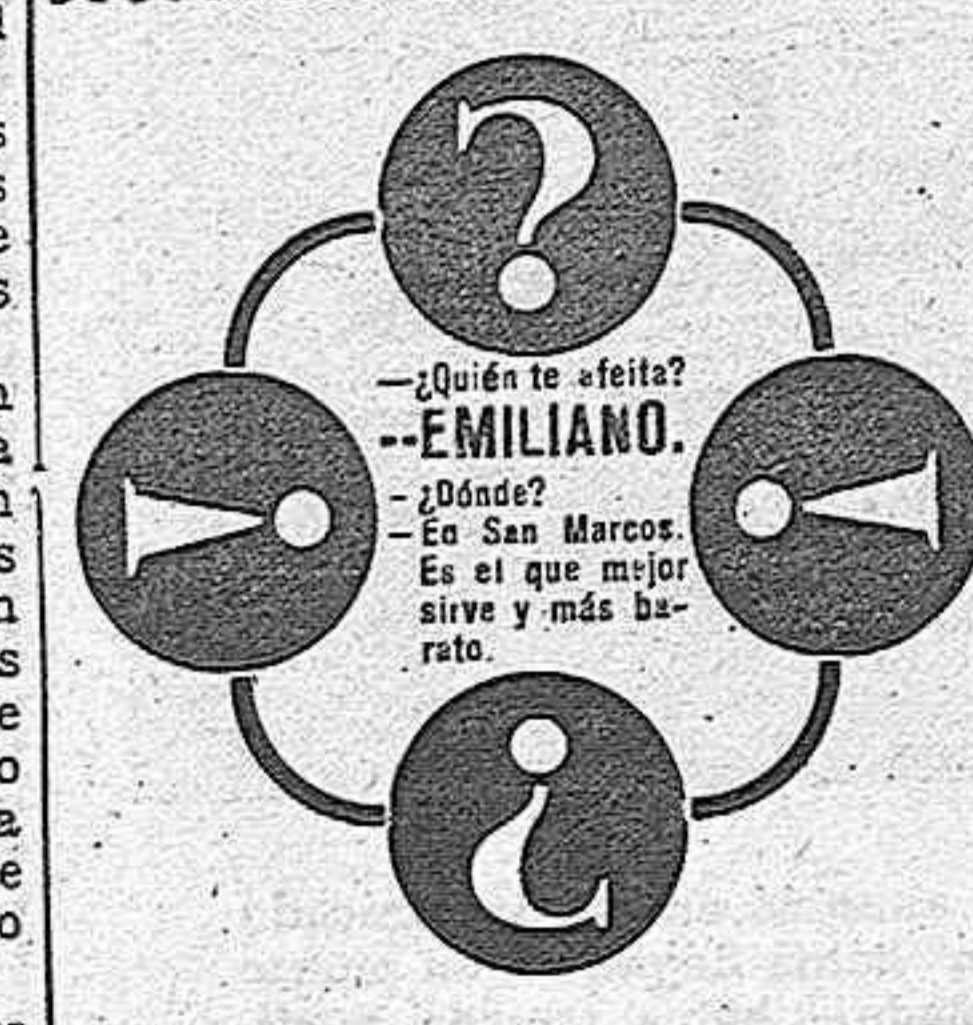 ?
—¿Quién te afeita?
--EMILIANO.
- ¿Dónde?
— En San Marcos.
Es el que mejor
sirve y más ba-
rato.
! !
¿